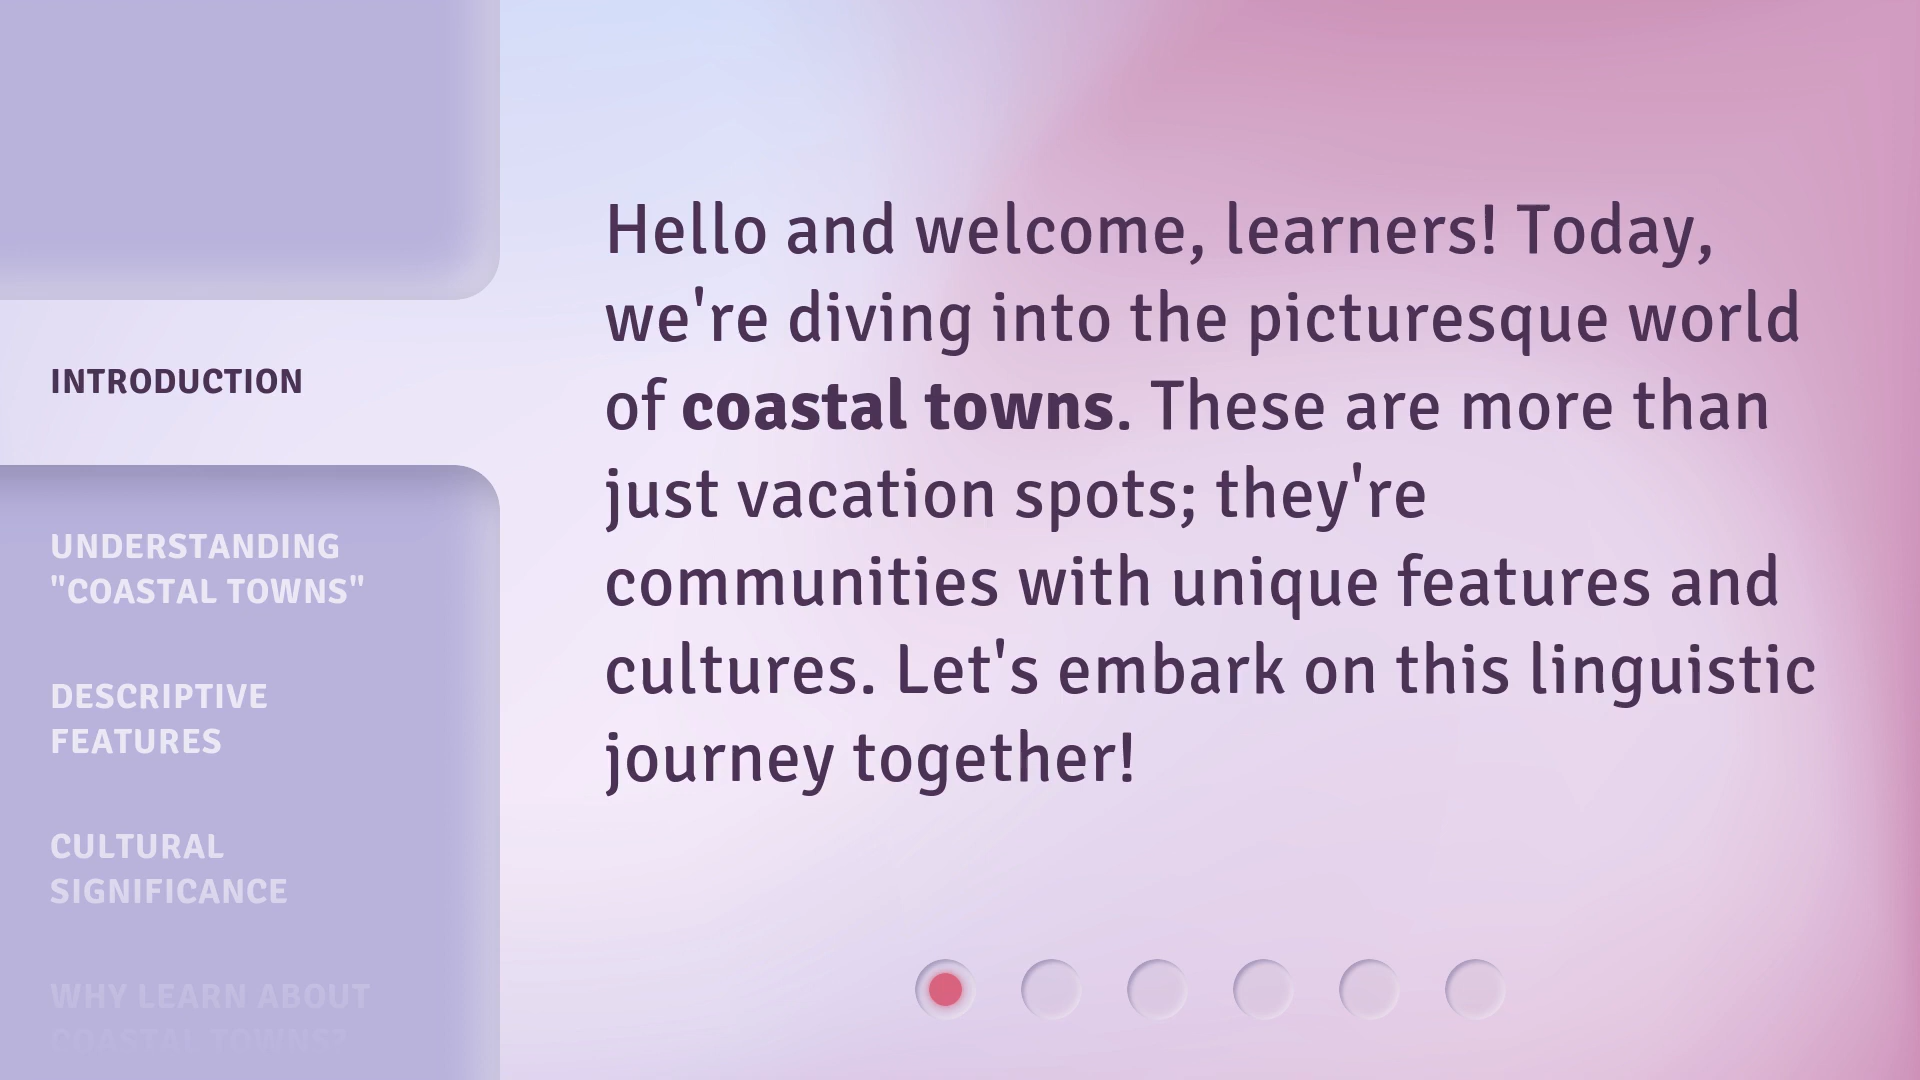 INTRODUCTION
UNDERSTANDING
"COASTAL TOWNS"
DESCRIPTIVE
FEATURES
CULTURAL
SIGNIFICANCE
WHY LEARN ABOUT
COASTAL TOWNS?
Hello and welcome, learners! Today,
we're diving into the picturesque world
of coastal towns. These are more than
just vacation spots; they're
communities with unique features and
cultures. Let's embark on this linguistic
journey together!